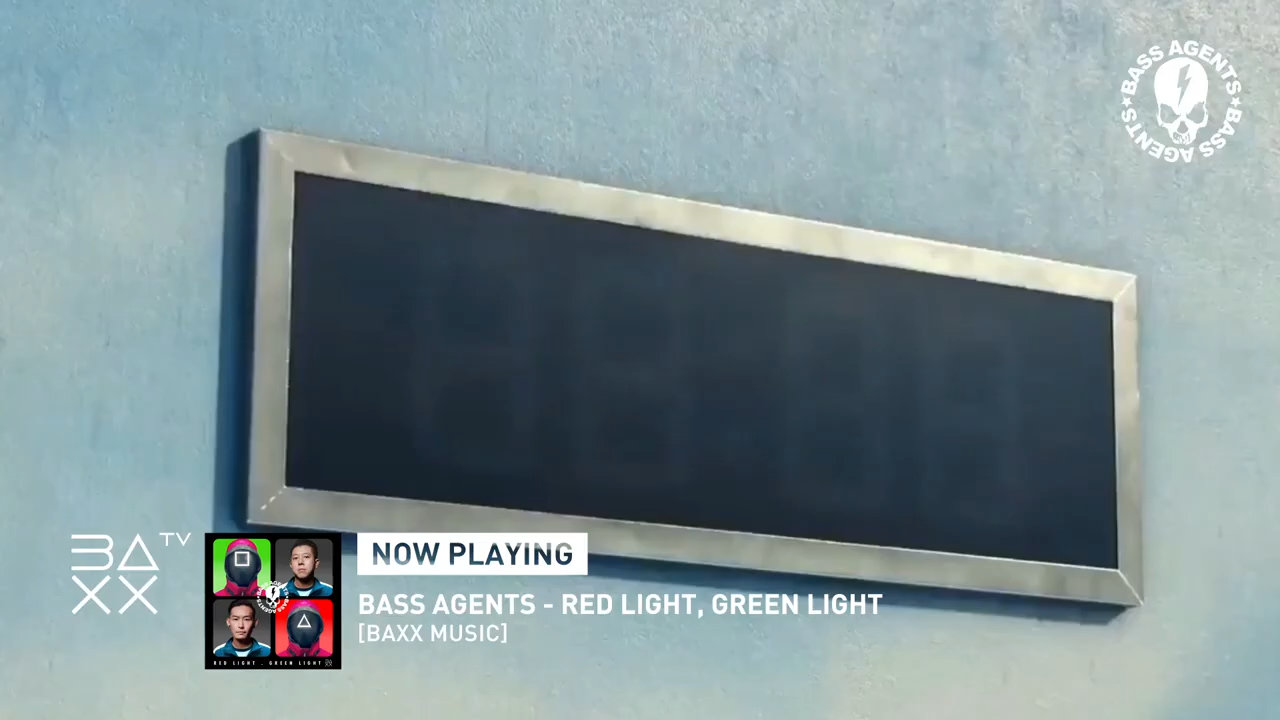 BASS AGENTS ★ BASS AGENTS ★
BAXX TV
NOW PLAYING
BASS AGENTS - RED LIGHT, GREEN LIGHT
[BAXX MUSIC]
RED LIGHT . GREEN LIGHT